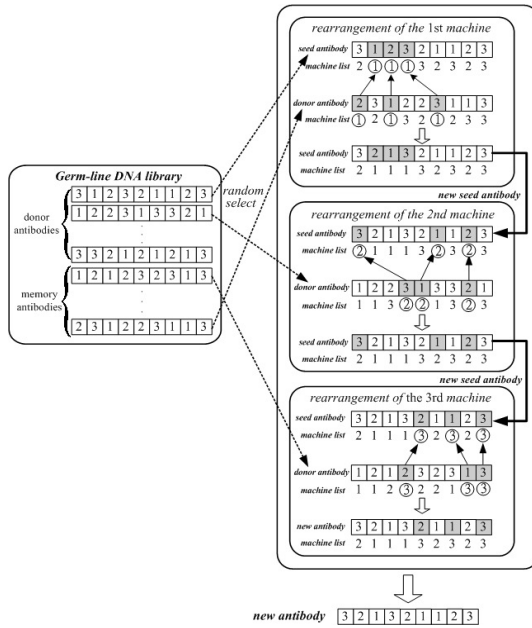 Germ-line DNA library
donor antibodies
3 1 2 3 2 1 1 2 3
1 2 2 3 1 3 3 2 1
3 3 2 1 2 1 2 1 3
memory antibodies
1 2 1 2 3 2 3 1 3
2 3 1 2 2 1 1 1 3
random select
rearrangement of the 1st machine
seed antibody 3 1 2 3 2 1 1 2 3
machine list 2 1 1 1 3 2 3 2 3
donor antibody 2 3 1 2 2 3 1 1 3
machine list 1 2 1 3 2 1 2 3 3
seed antibody 3 2 1 3 2 1 1 2 3
machine list 2 1 1 1 3 2 3 2 3
new seed antibody
rearrangement of the 2nd machine
seed antibody 3 2 1 3 2 1 1 2 3
machine list 2 1 1 1 3 2 3 2 3
donor antibody 1 2 2 3 1 3 3 2 1
machine list 1 1 3 2 2 1 3 2 3
seed antibody 3 2 1 3 2 1 1 2 3
machine list 2 1 1 1 3 2 3 2 3
new seed antibody
rearrangement of the 3rd machine
seed antibody 3 2 1 3 2 1 1 2 3
machine list 2 1 1 1 3 2 3 2 3
donor antibody 1 2 1 2 3 2 3 1 3
machine list 1 1 2 3 2 2 1 3 3
new antibody 3 2 1 3 2 1 1 2 3
machine list 2 1 1 1 3 2 3 2 3
new antibody 3 2 1 3 2 1 1 2 3